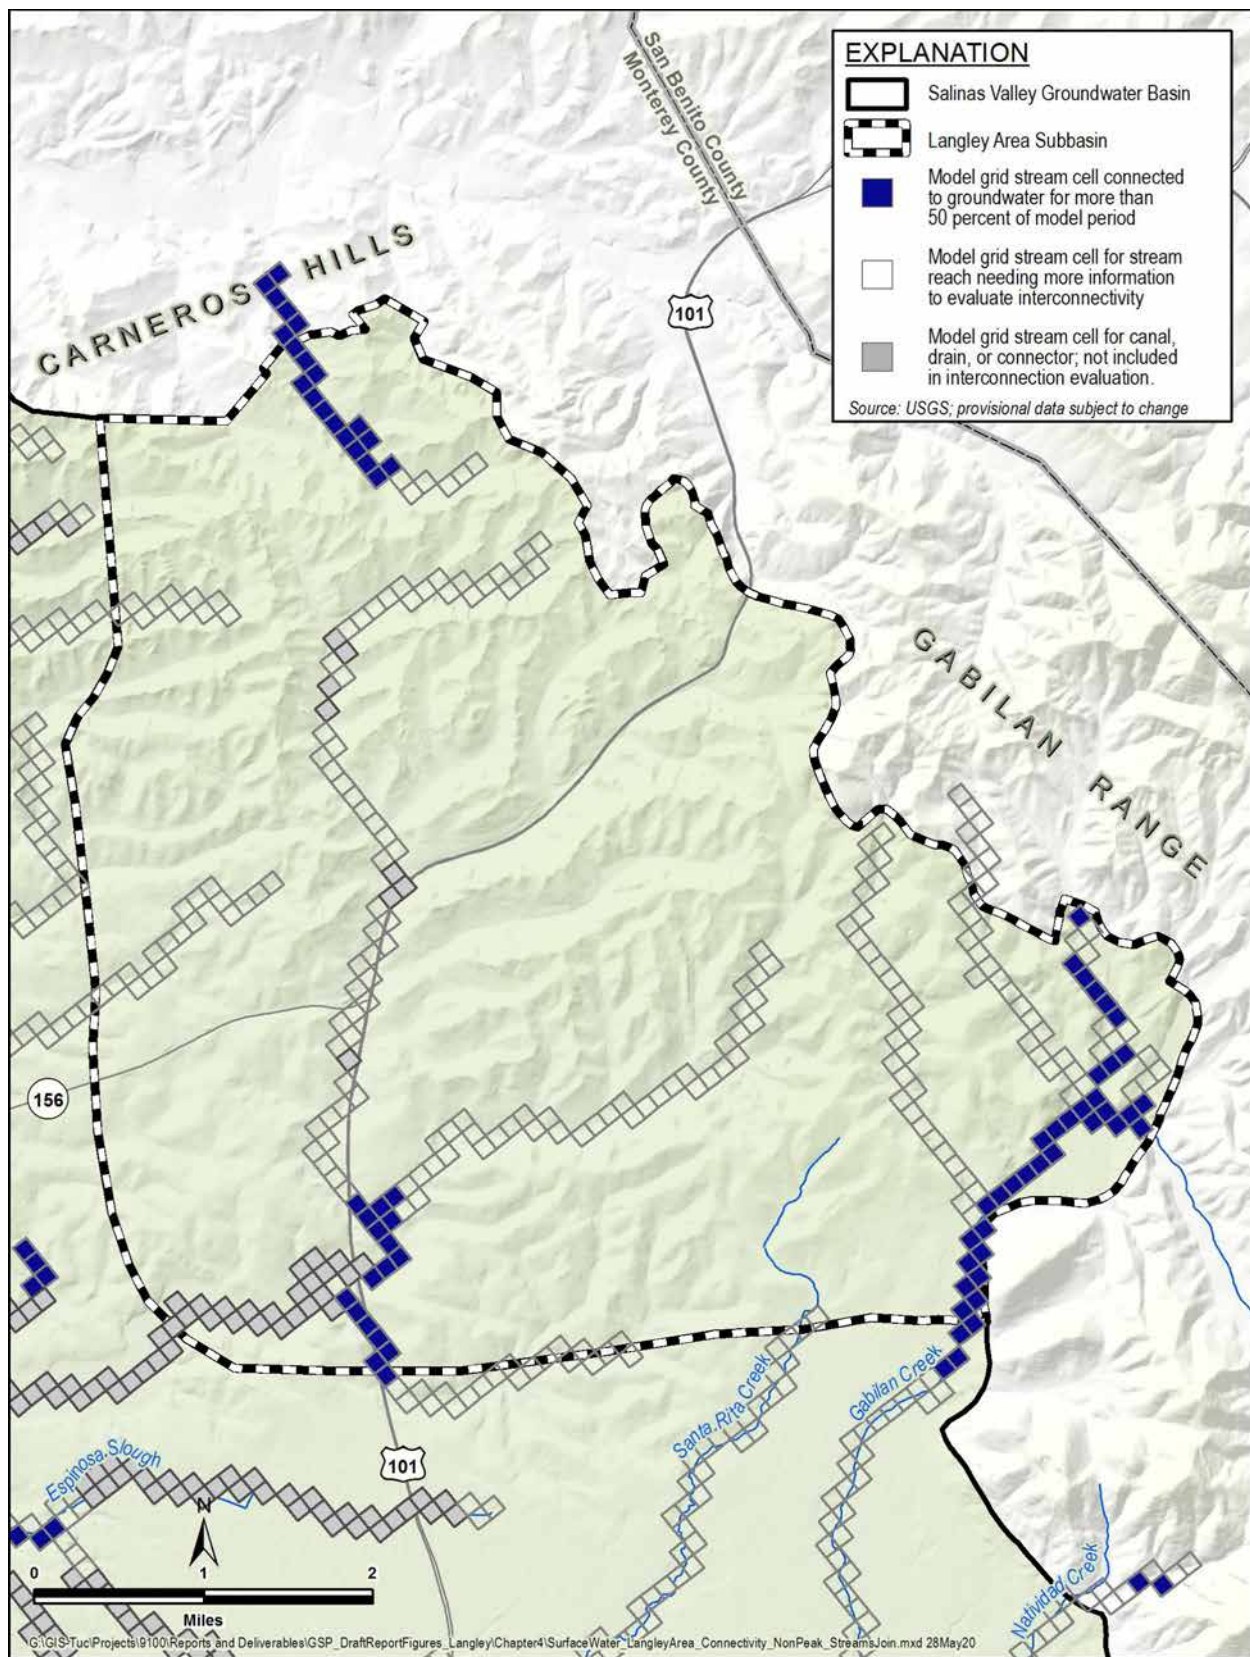 San Benito County
Monterey County
EXPLANATION
Salinas Valley Groundwater Basin
Langley Area Subbasin
Model grid stream cell connected
to groundwater for more than
50 percent of model period
Model grid stream cell for stream
reach needing more information
to evaluate interconnectivity
Model grid stream cell for canal,
drain, or connector; not included
in interconnection evaluation.
Source: USGS; provisional data subject to change
CARNEROS HILLS
101
GABILAN RANGE
156
Santa Rita Creek
Gabilan Creek
101
Espinosa Slough
N
0 1 2
Miles
Natividad Creek
G:\GIS-Tuc\Projects\9100\Reports and Deliverables\GSP_DraftReportFigures_Langley\Chapter4\SurfaceWater_LangleyArea_Connectivity_NonPeak_StreamsJoin.mxd 28May20